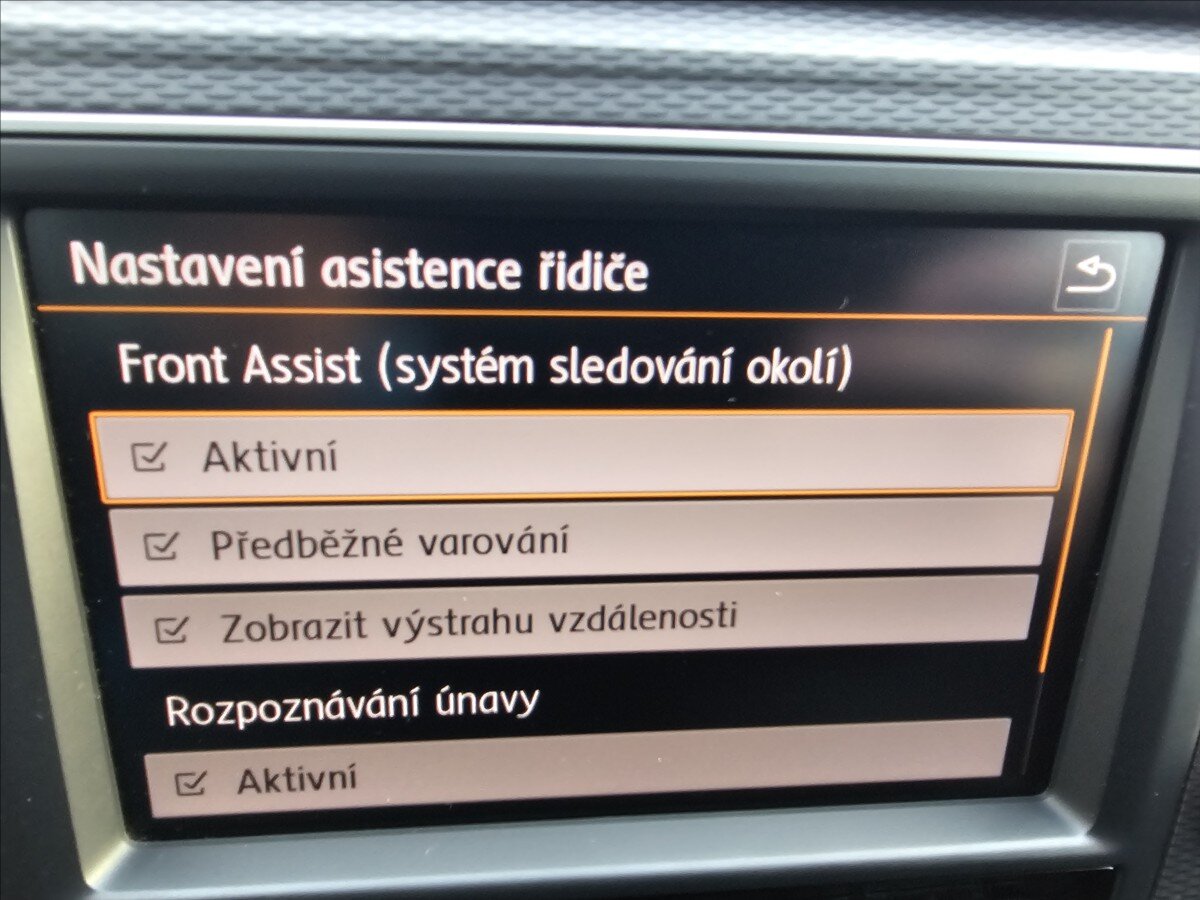 Nastavení asistence řidiče
Front Assist (systém sledování okolí)
Aktivní
Předběžné varování
Zobrazit výstrahu vzdálenosti
Rozpoznávání únavy
Aktivní